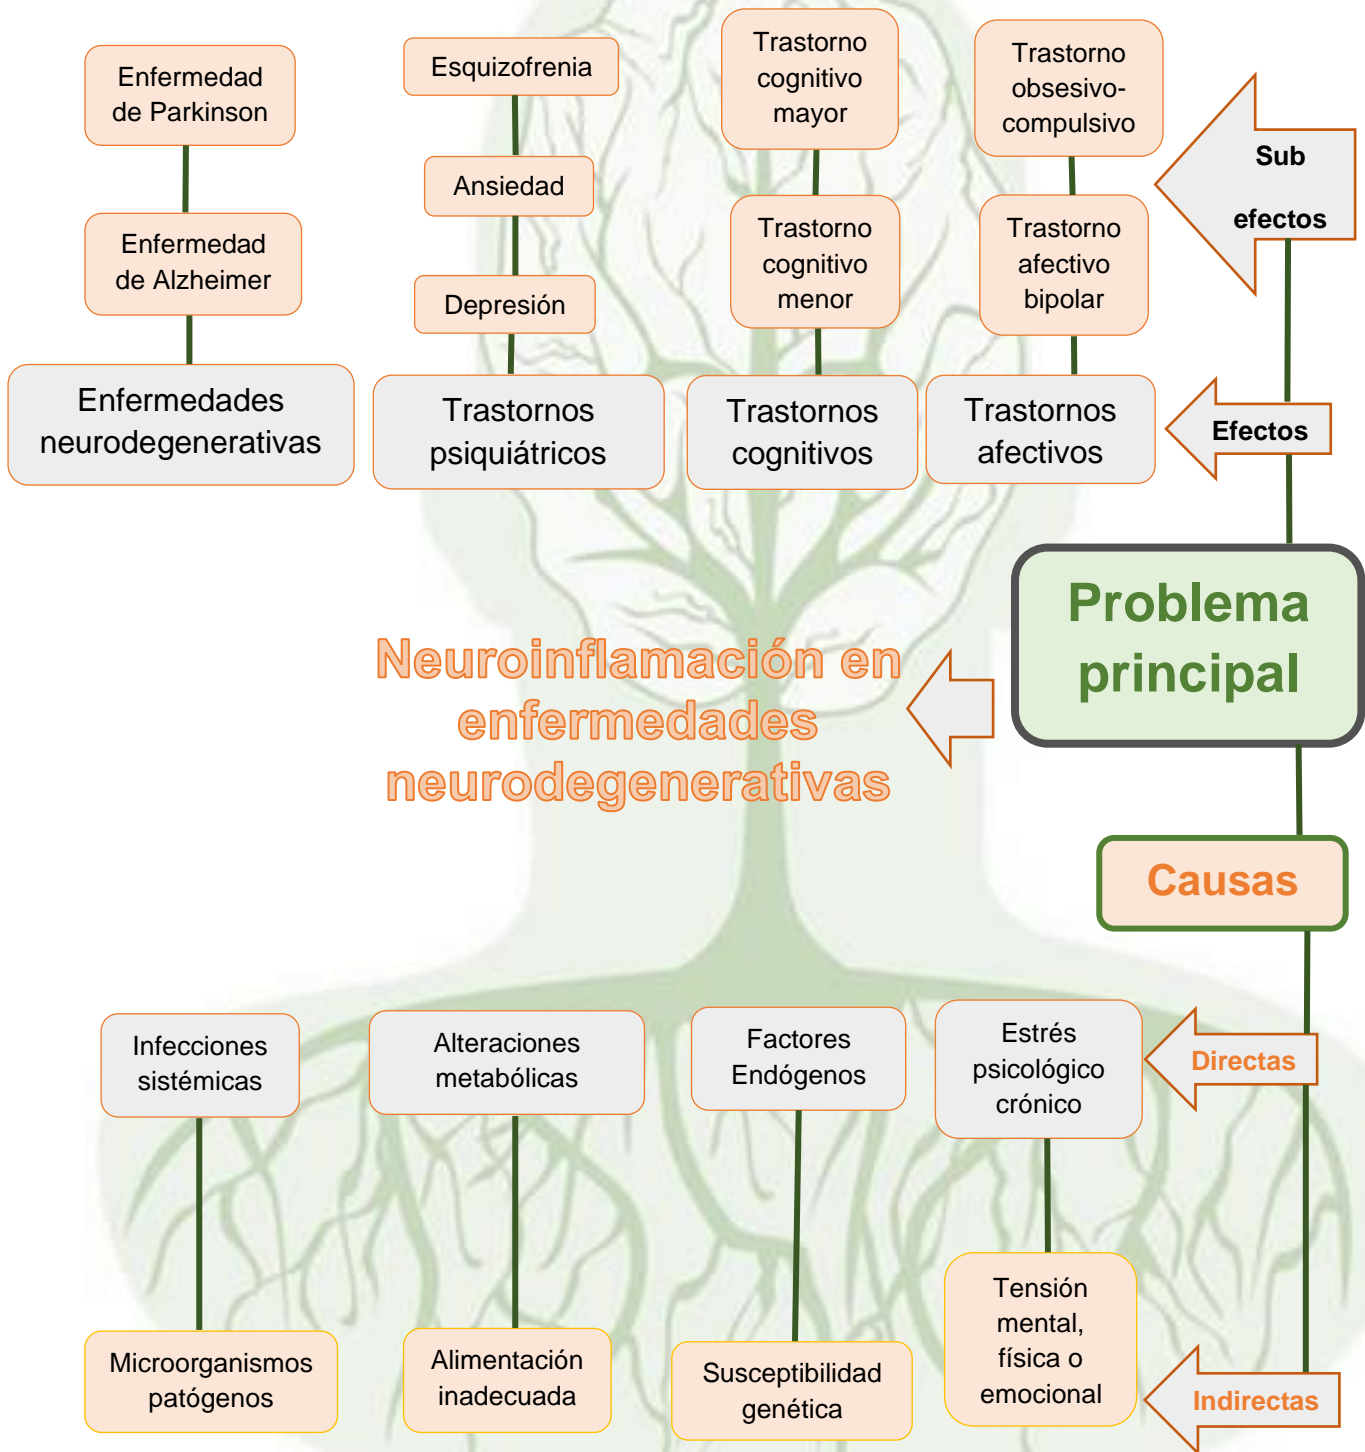 Enfermedad
de Parkinson
Esquizofrenia
Trastorno
cognitivo
mayor
Trastorno
obsesivo-
compulsivo
Sub
efectos
Enfermedad
de Alzheimer
Ansiedad
Depresión
Trastorno
cognitivo
menor
Trastorno
afectivo
bipolar
Enfermedades
neurodegenerativas
Trastornos
psiquiátricos
Trastornos
cognitivos
Trastornos
afectivos
Efectos
Problema
principal
Neuroinflamación en
enfermedades
neurodegenerativas
Causas
Infecciones
sistémicas
Alteraciones
metabólicas
Factores
Endógenos
Estrés
psicológico
crónico
Directas
Microorganismos
patógenos
Alimentación
inadecuada
Susceptibilidad
genética
Tensión
mental,
física o
emocional
Indirectas